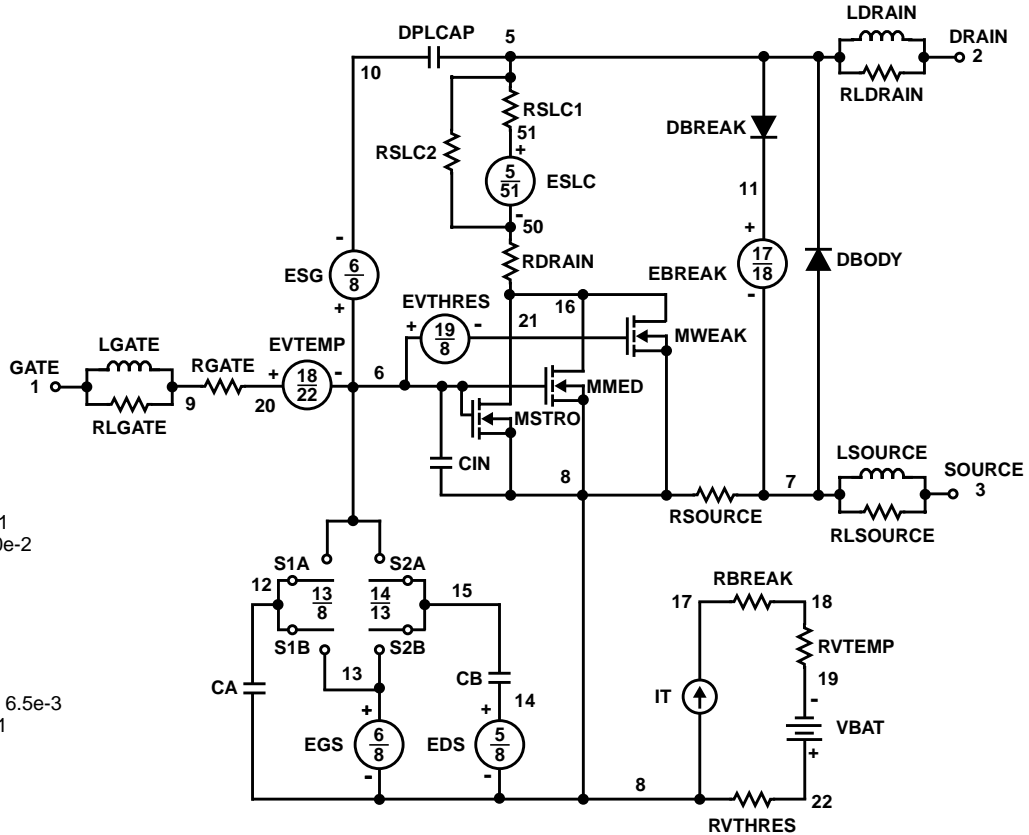 LDRAIN
DPLCAP 5 DRAIN
10 2
RLDRAIN
RSLC1
DBREAK
51
+
RSLC2
5
51
ESLC
11
-
50
+
-
RDRAIN
17
18
EBREAK
DBODY
ESG
6
8
EVTHRES
16
-
+
21
+
19
8
-
MWEAK
LGATE
EVTEMP
GATE
1
RGATE
+
18
22
-
6
MMED
9
20
MSTRO
RLGATE
LSOURCE
CIN
8
7
SOURCE
3
RSOURCE
RLSOURCE
1
0e-2
S1A
S2A
12
13
8
14
13
15
RBREAK
17
18
S1B
S2B
RVTEMP
13
CB
19
CA
14
-
6.5e-3
1
IT
+
+
VBAT
EGS
6
8
EDS
5
8
+
-
-
8
22
RVTHRES